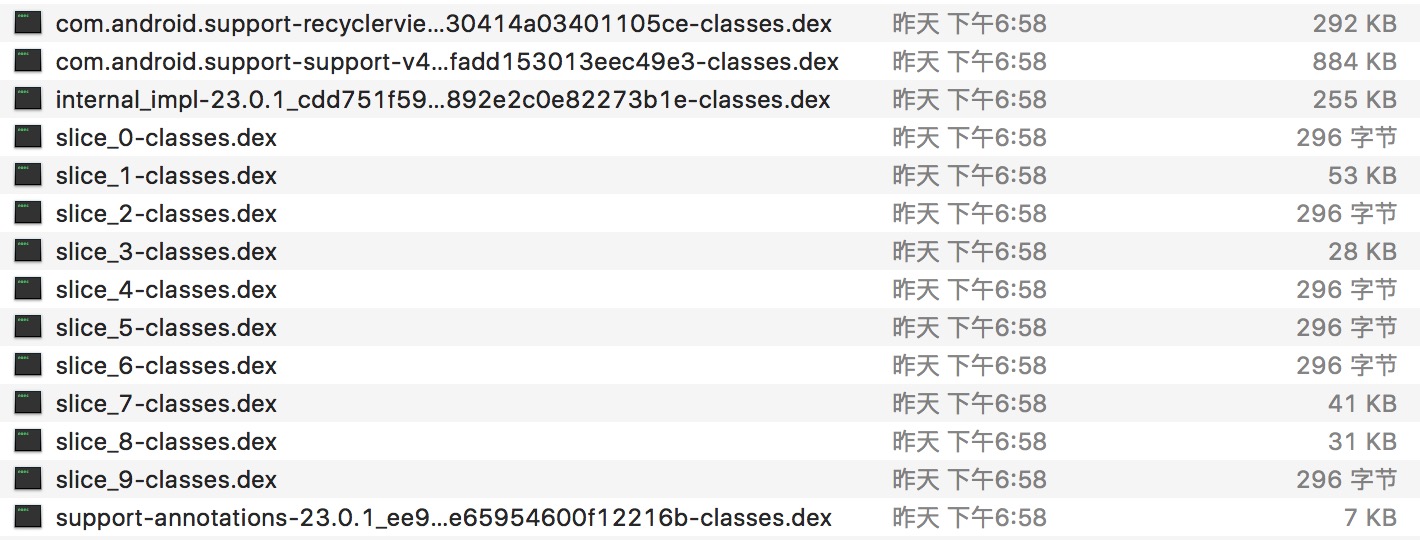 com.android.support-recyclervie...30414a03401105ce-classes.dex 昨天 下午6:58 292 KB
com.android.support-support-v4...fadd153013eec49e3-classes.dex 昨天 下午6:58 884 KB
internal_impl-23.0.1_cdd751f59...892e2c0e82273b1e-classes.dex 昨天 下午6:58 255 KB
slice_0-classes.dex 昨天 下午6:58 296 字节
slice_1-classes.dex 昨天 下午6:58 53 KB
slice_2-classes.dex 昨天 下午6:58 296 字节
slice_3-classes.dex 昨天 下午6:58 28 KB
slice_4-classes.dex 昨天 下午6:58 296 字节
slice_5-classes.dex 昨天 下午6:58 296 字节
slice_6-classes.dex 昨天 下午6:58 296 字节
slice_7-classes.dex 昨天 下午6:58 41 KB
slice_8-classes.dex 昨天 下午6:58 31 KB
slice_9-classes.dex 昨天 下午6:58 296 字节
support-annotations-23.0.1_ee9...e65954600f12216b-classes.dex 昨天 下午6:58 7 KB